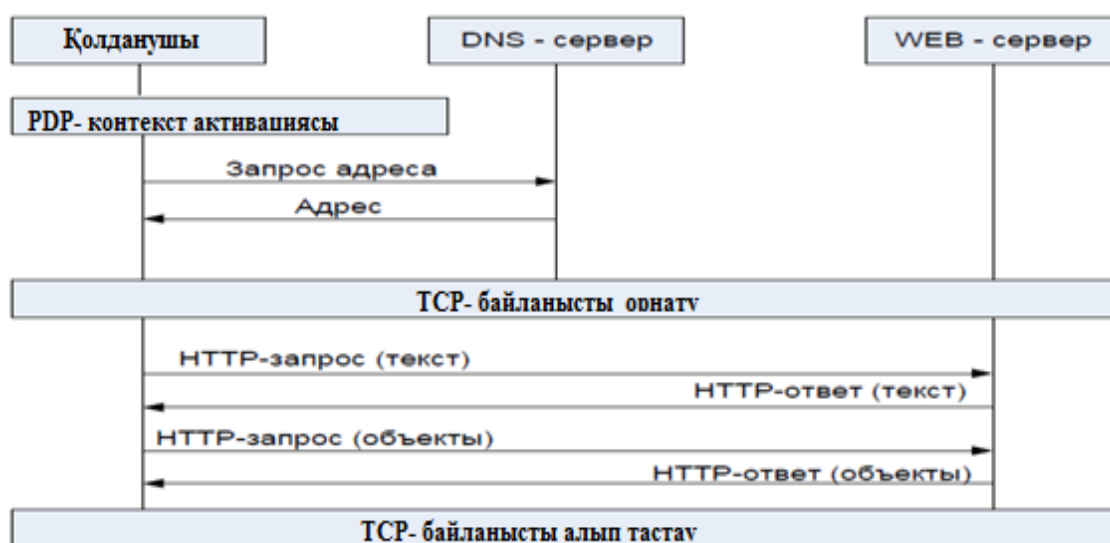 Қолданушы
DNS - сервер
WEB - сервер
PDP- контекст активациясы
Запрос адреса
Адрес
TCP- байланысты орнату
HTTP-запрос (текст)
HTTP-ответ (текст)
HTTP-запрос (объекты)
HTTP-ответ (объекты)
TCP- байланысты алып тастау